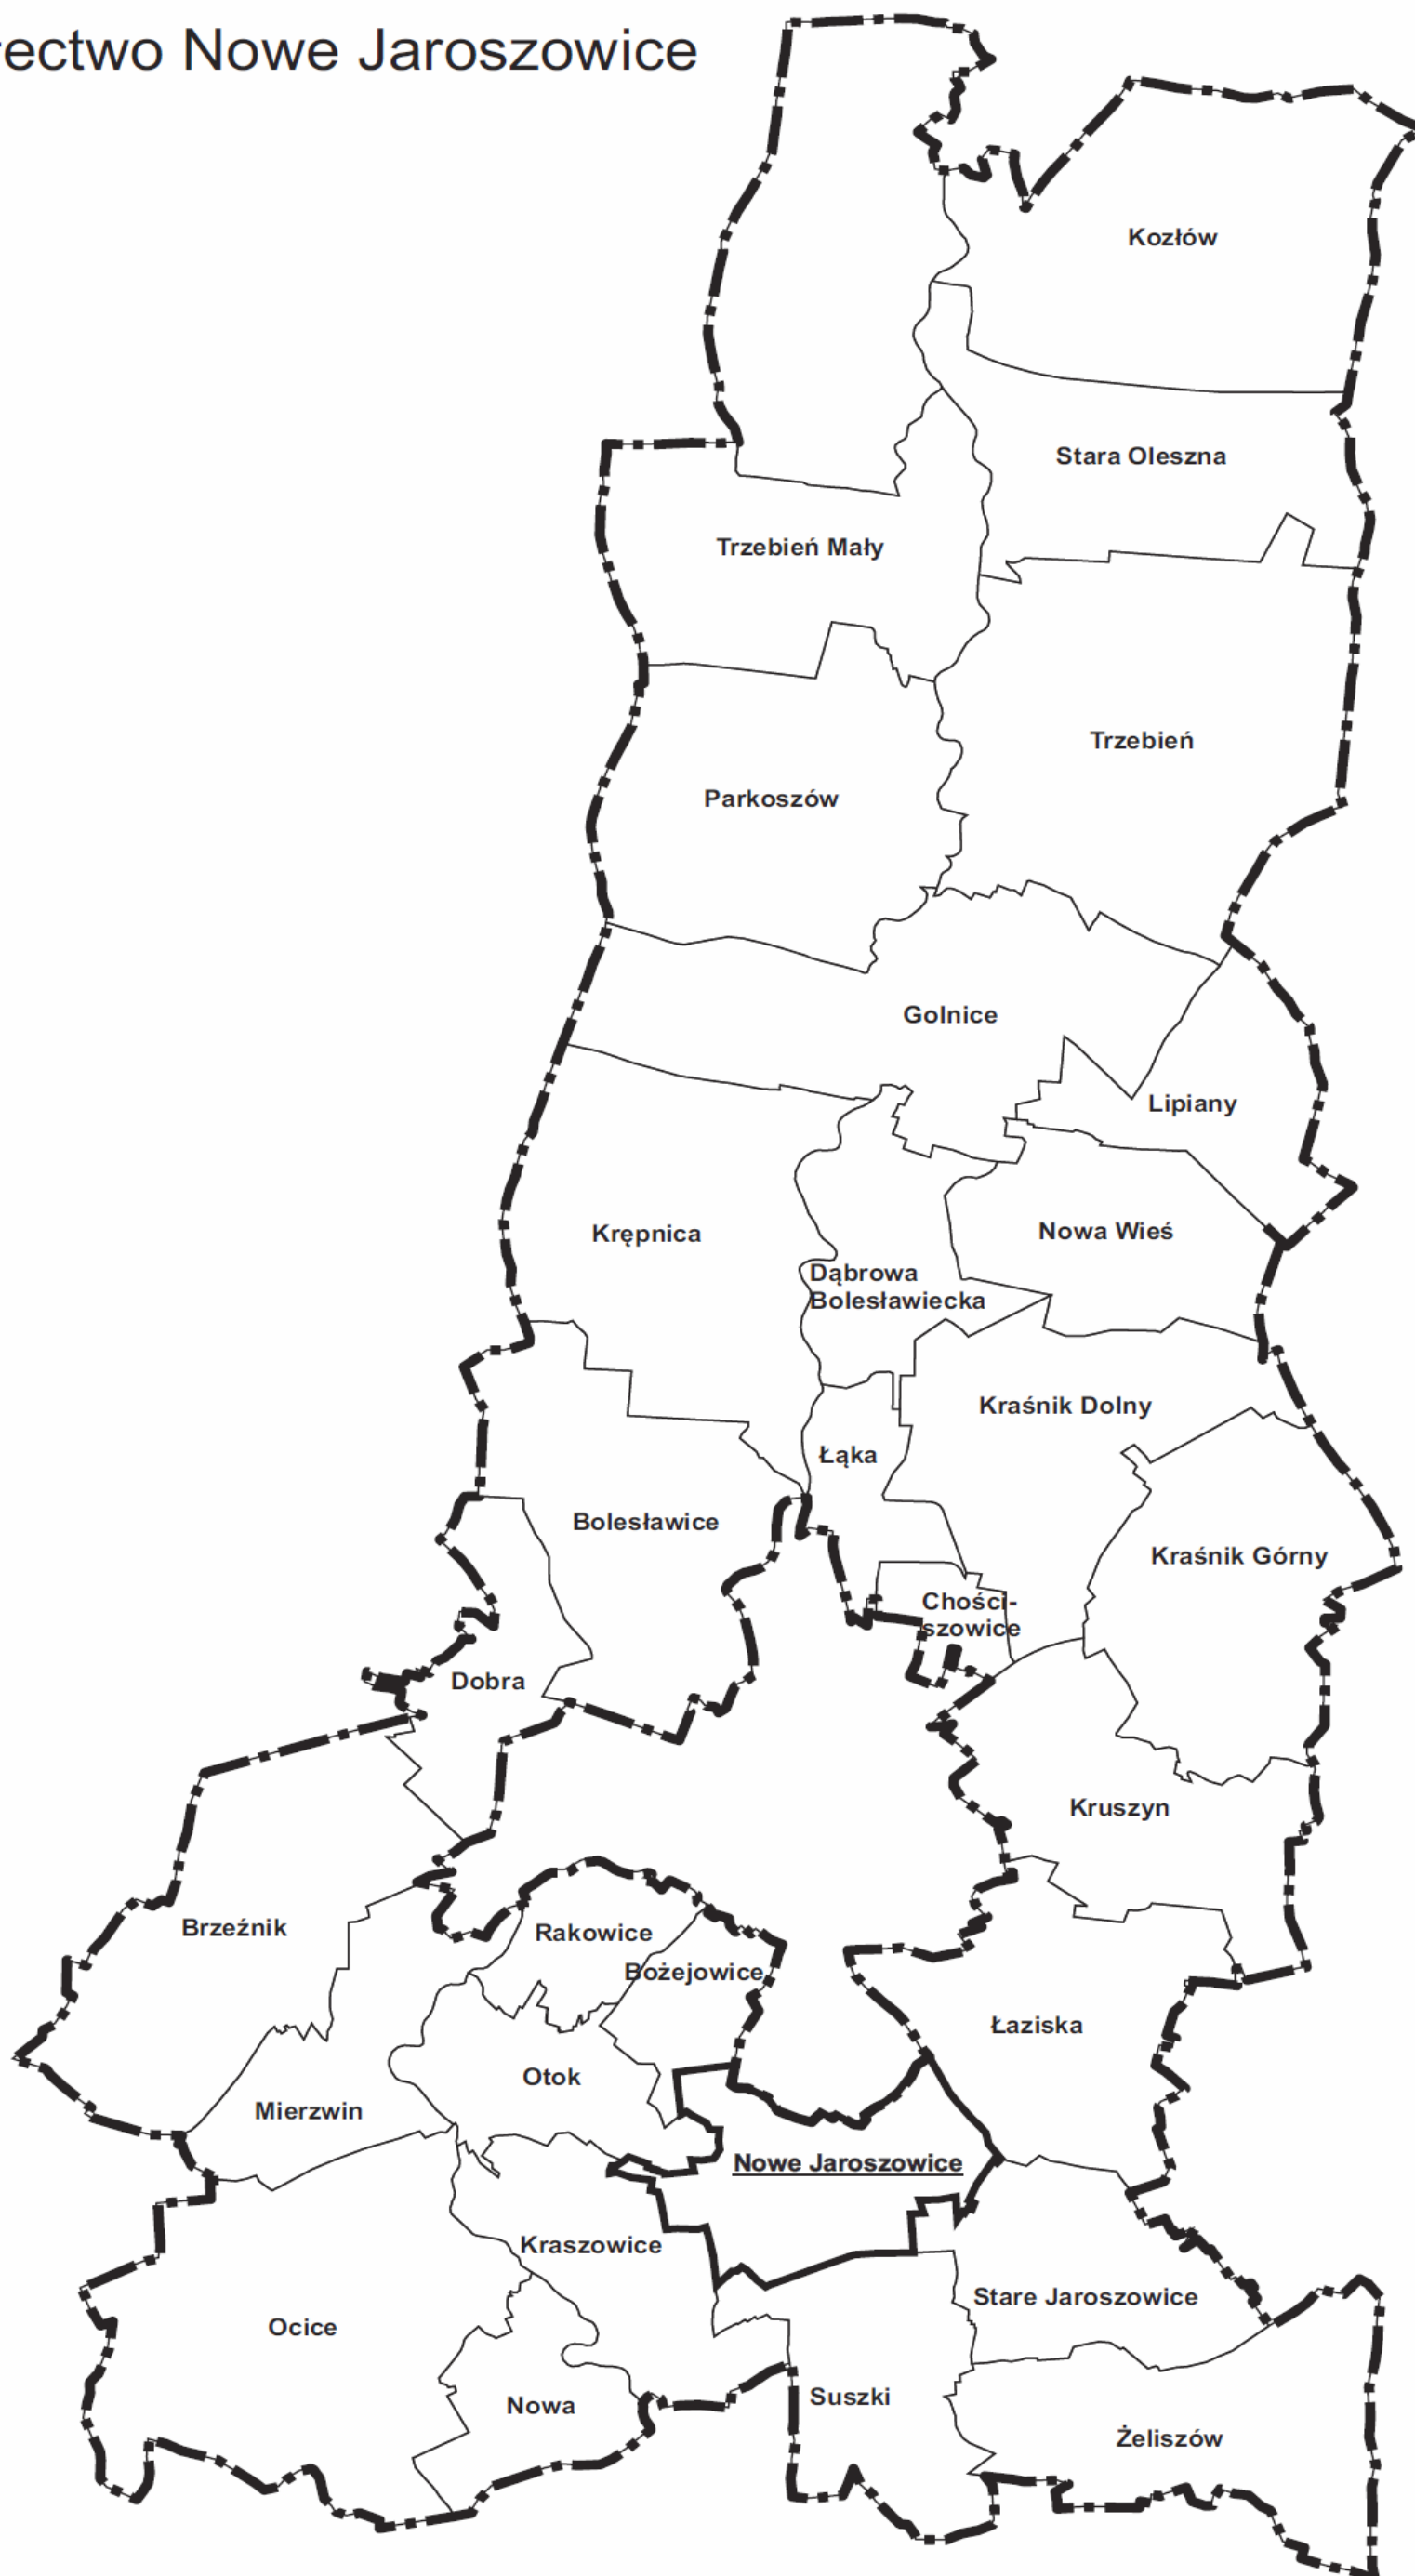 ectwo Nowe Jaroszowice
Kozłów
Stara Oleszna
Trzebień Mały
Trzebień
Parkoszów
Golnice
Lipiany
Krępnica
Nowa Wieś
Dąbrowa
Bolesławiecka
Kraśnik Dolny
Łąka
Bolesławice
Kraśnik Górny
Chości-
szowice
Dobra
Kruszyn
Brzeźnik
Rakowice
Bożejowice
Łaziska
Otok
Mierzwin
Nowe Jaroszowice
Kraszowice
Stare Jaroszowice
Ocice
Suszki
Nowa
Żeliszów